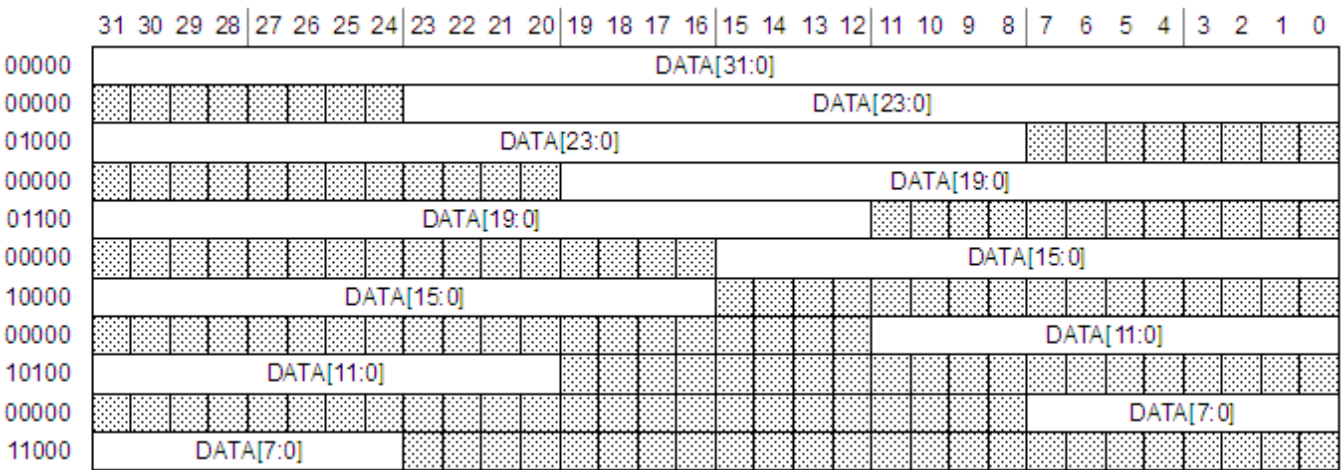 31 30 29 28 27 26 25 24 23 22 21 20 19 18 17 16 15 14 13 12 11 10 9 8 7 6 5 4 3 2 1 0
00000 DATA[31:0]
00000 DATA[23:0]
01000 DATA[23:0]
00000 DATA[19:0]
01100 DATA[19:0]
00000 DATA[15:0]
10000 DATA[15:0]
00000 DATA[11:0]
10100 DATA[11:0]
00000 DATA[7:0]
11000 DATA[7:0]